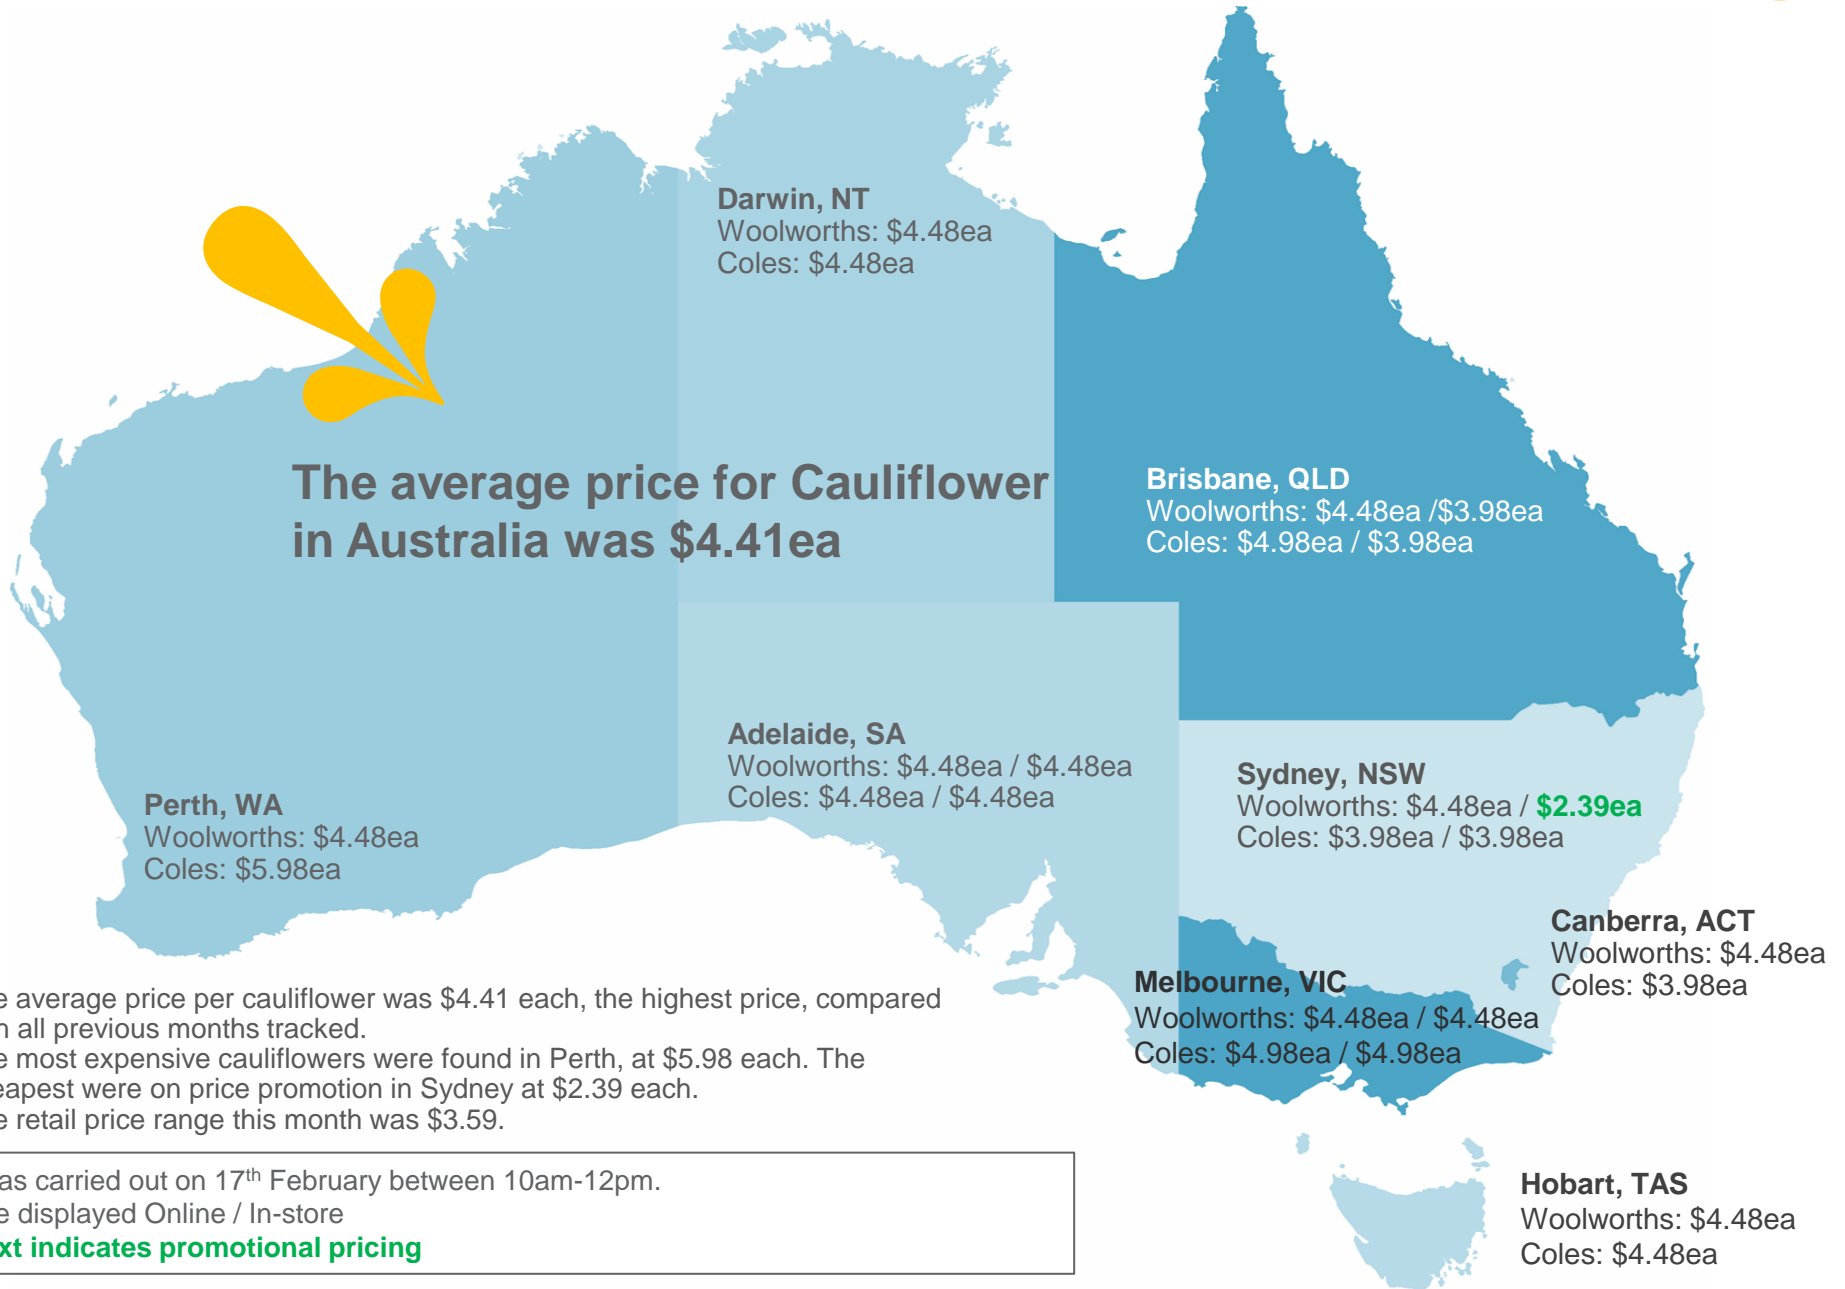 Darwin, NT
Woolworths: $4.48ea
Coles: $4.48ea
The average price for Cauliflower
in Australia was $4.41ea
Brisbane, QLD
Woolworths: $4.48ea /$3.98ea
Coles: $4.98ea / $3.98ea
Adelaide, SA
Woolworths: $4.48ea / $4.48ea
Coles: $4.48ea / $4.48ea
Sydney, NSW
Woolworths: $4.48ea / $2.39ea
Coles: $3.98ea / $3.98ea
Perth, WA
Woolworths: $4.48ea
Coles: $5.98ea
Canberra, ACT
Woolworths: $4.48ea
Coles: $3.98ea
Melbourne, VIC
Woolworths: $4.48ea / $4.48ea
Coles: $4.98ea / $4.98ea
average price per cauliflower was $4.41 each, the highest price, compared
all previous months tracked.
most expensive cauliflowers were found in Perth, at $5.98 each. The
were on price promotion in Sydney at $2.39 each.
retail price range this month was $3.59.
carried out on 17th February between 10am-12pm.
displayed Online / In-store
indicates promotional pricing
Hobart, TAS
Woolworths: $4.48ea
Coles: $4.48ea